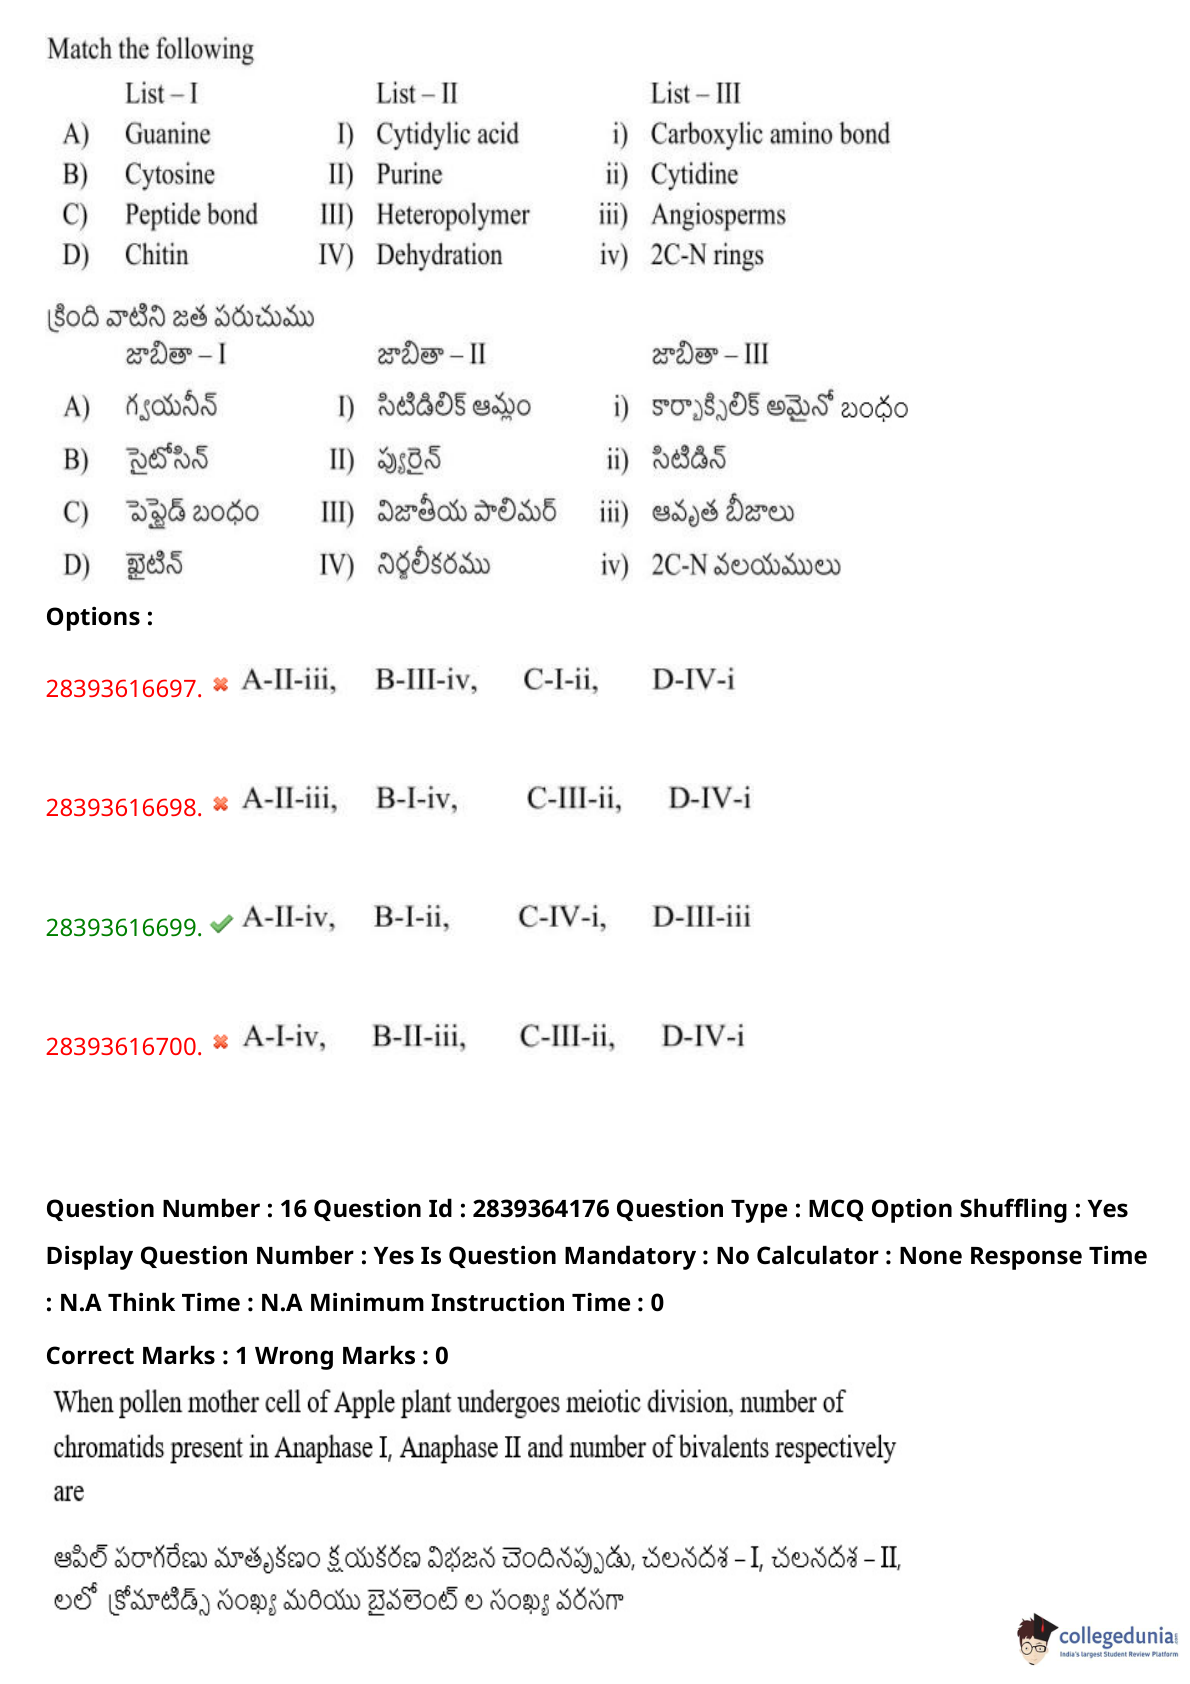 Match the following
List – I List – II List – III
A) Guanine I) Cytidylic acid i) Carboxylic amino bond
B) Cytosine II) Purine ii) Cytidine
C) Peptide bond III) Heteropolymer iii) Angiosperms
D) Chitin IV) Dehydration iv) 2C-N rings
క్రింది వాటిని జత పరుచుము
జాబితా – I జాబితా – II జాబితా – III
A) గ్వయనీన్ I) సిటిడిలిక్ ఆమ్లం i) కార్బాక్సిలిక్ అమైనో బంధం
B) సైటోసిన్ II) ప్యురైన్ ii) సిటిడిన్
C) పెప్టైడ్ బంధం III) విజాతీయ పాలిమర్ iii) ఆవృత బీజాలు
D) ఖైటిన్ IV) నిర్జలీకరము iv) 2C-N వలయములు
Options :
28393616697. A-II-iii, B-III-iv, C-I-ii, D-IV-i
28393616698. A-II-iii, B-I-iv, C-III-ii, D-IV-i
28393616699. A-II-iv, B-I-ii, C-IV-i, D-III-iii
28393616700. A-I-iv, B-II-iii, C-III-ii, D-IV-i
Question Number : 16 Question Id : 2839364176 Question Type : MCQ Option Shuffling : Yes
Display Question Number : Yes Is Question Mandatory : No Calculator : None Response Time
: N.A Think Time : N.A Minimum Instruction Time : 0
Correct Marks : 1 Wrong Marks : 0
When pollen mother cell of Apple plant undergoes meiotic division, number of
chromatids present in Anaphase I, Anaphase II and number of bivalents respectively
are
ఆపిల్ పరాగరేణు మాతృకణం క్షయకరణ విభజన చెందినప్పుడు, చలనదశ – I, చలనదశ – II,
లలో క్రోమాటిడ్స్ సంఖ్య మరియు బైవలెంట్ ల సంఖ్య వరసగా
collegedunia
India's largest Student Review Platform